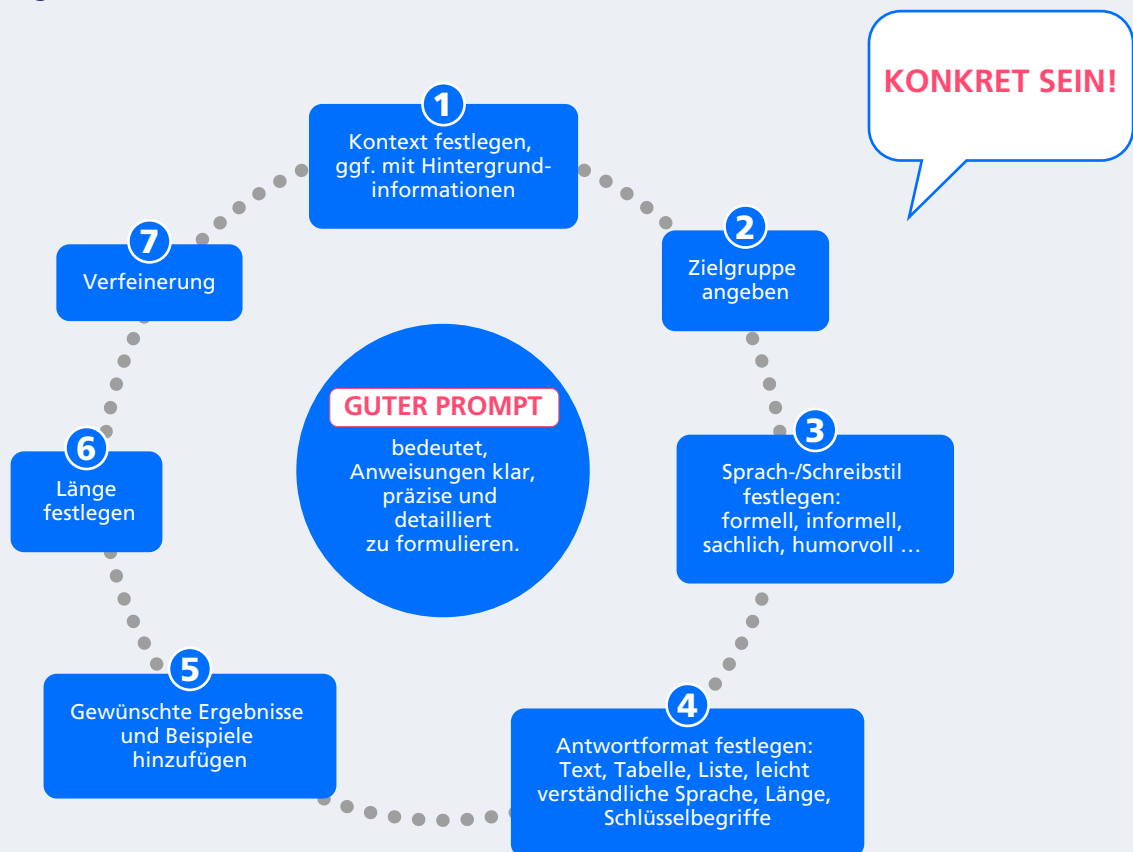 KONKRET SEIN!
1
Kontext festlegen,
ggf. mit Hintergrund-
informationen
2
Zielgruppe
angeben
3
Sprach-/Schreibstil
festlegen:
formell, informell,
sachlich, humorvoll …
4
Antwortformat festlegen:
Text, Tabelle, Liste, leicht
verständliche Sprache, Länge,
Schlüsselbegriffe
5
Gewünschte Ergebnisse
und Beispiele
hinzufügen
6
Länge
festlegen
7
Verfeinerung
GUTER PROMPT
bedeutet,
Anweisungen klar,
präzise und
detailliert
zu formulieren.